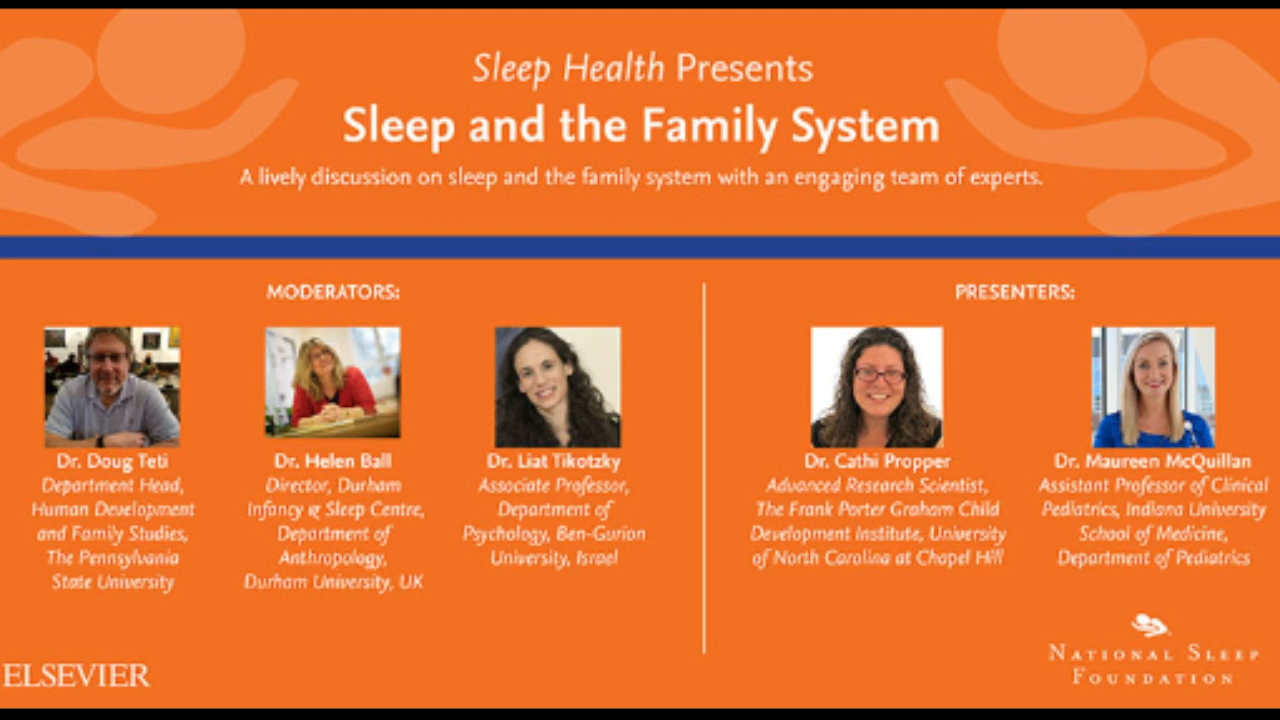 Sleep Health Presents
Sleep and the Family System
A lively discussion on sleep and the family system with an engaging team of experts.
MODERATORS:
Dr. Doug Teti
Department Head,
Human Development
and Family Studies,
The Pennsylvania
State University
Dr. Helen Ball
Director, Durham
Infancy & Sleep Centre,
Department of
Anthropology,
Durham University, UK
Dr. Liat Tikotzky
Associate Professor,
Department of
Psychology, Ben-Gurion
University, Israel
PRESENTERS:
Dr. Cathi Propper
Advanced Research Scientist,
The Frank Porter Graham Child
Development Institute, University
of North Carolina at Chapel Hill
Dr. Maureen McQuillan
Assistant Professor of Clinical
Pediatrics, Indiana University
School of Medicine,
Department of Pediatrics
ELSEVIER
NATIONAL SLEEP
FOUNDATION